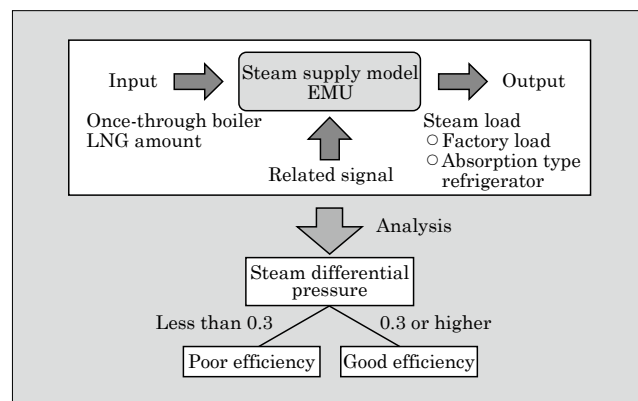 Input
Steam supply model
EMU
Output
Once-through boiler
LNG amount
Steam load
○ Factory load
○ Absorption type
refrigerator
Related signal
Analysis
Steam differential
pressure
Less than 0.3
0.3 or higher
Poor efficiency
Good efficiency